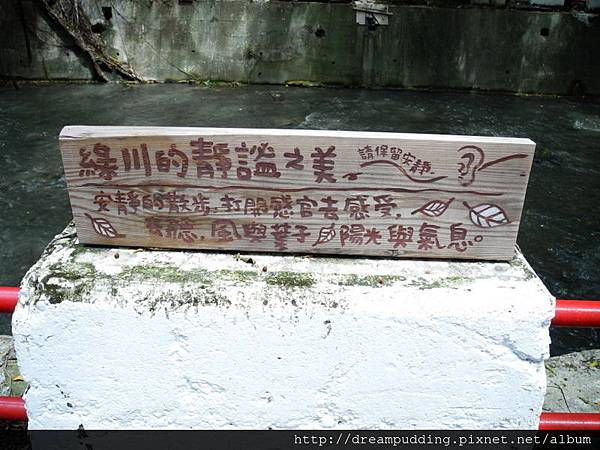 綠川的靜謐之美。
請保留安靜
安靜的散步,打開感官去感受,
聆聽,風與葉子的陽光與氣息。
http://dreampudding.pixnet.net/album